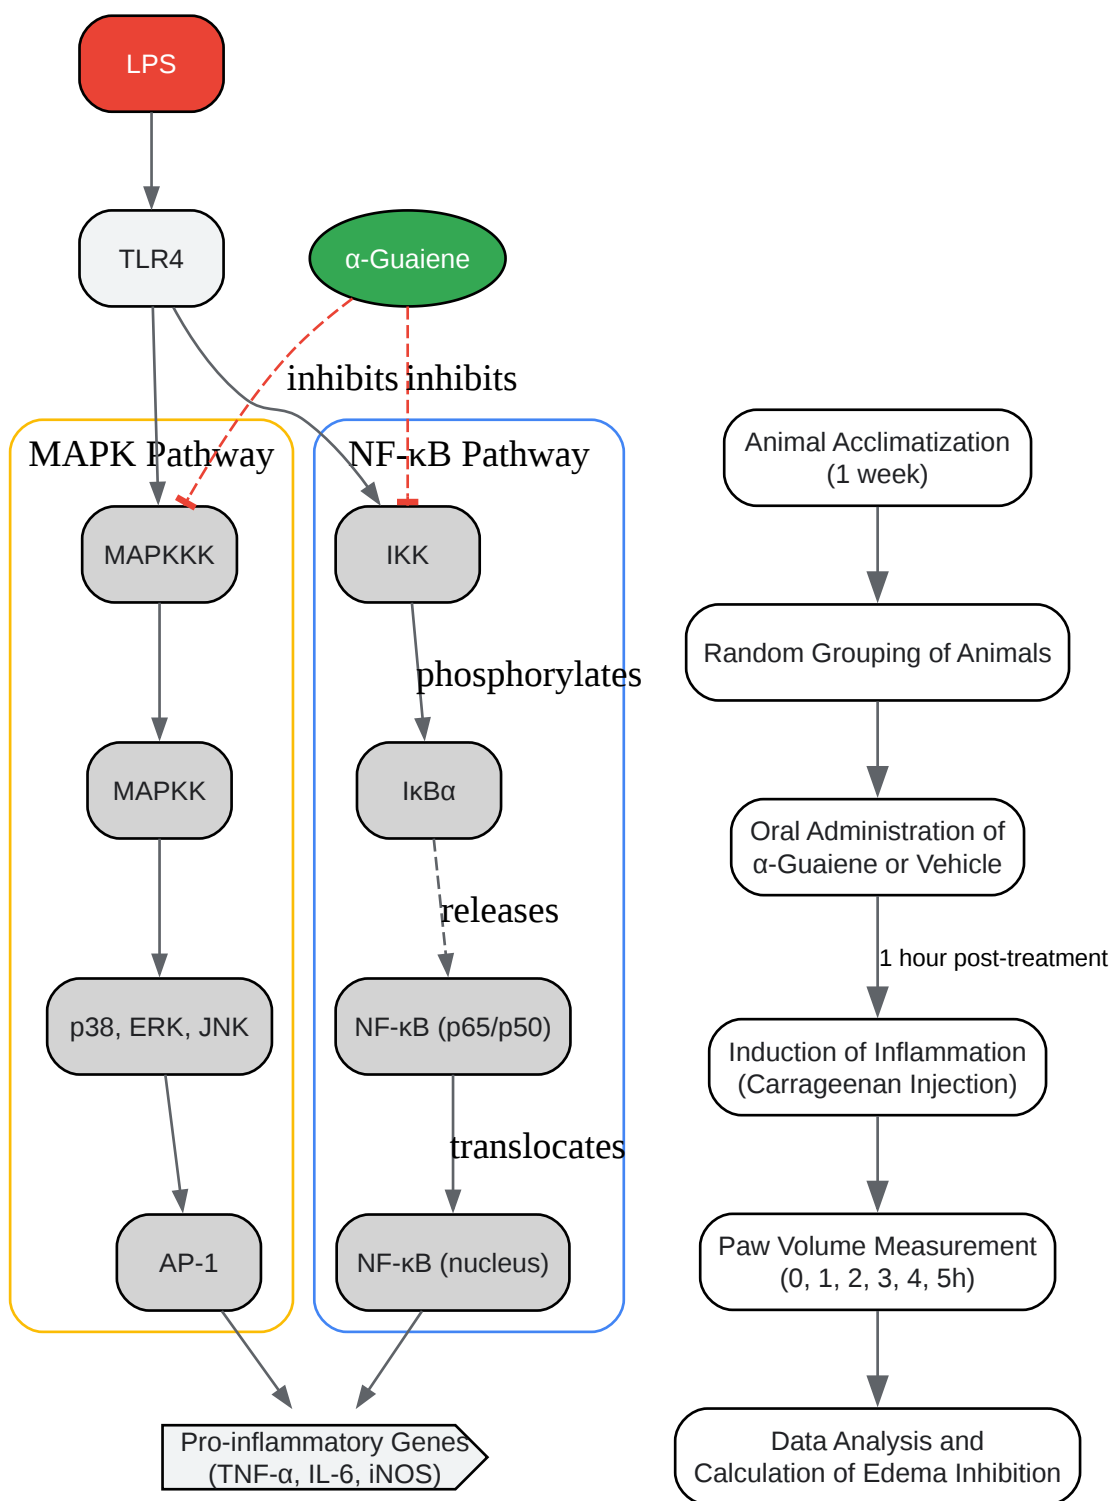 LPS
TLR4
α-Guaiene
inhibits
inhibits
MAPK Pathway
NF-κB Pathway
MAPKKK
IKK
phosphorylates
MAPKK
IκBα
releases
p38, ERK, JNK
NF-κB (p65/p50)
translocates
AP-1
NF-κB (nucleus)
Pro-inflammatory Genes
(TNF-α, IL-6, iNOS)
Animal Acclimatization
(1 week)
Random Grouping of Animals
Oral Administration of
α-Guaiene or Vehicle
1 hour post-treatment
Induction of Inflammation
(Carrageenan Injection)
Paw Volume Measurement
(0, 1, 2, 3, 4, 5h)
Data Analysis and
Calculation of Edema Inhibition